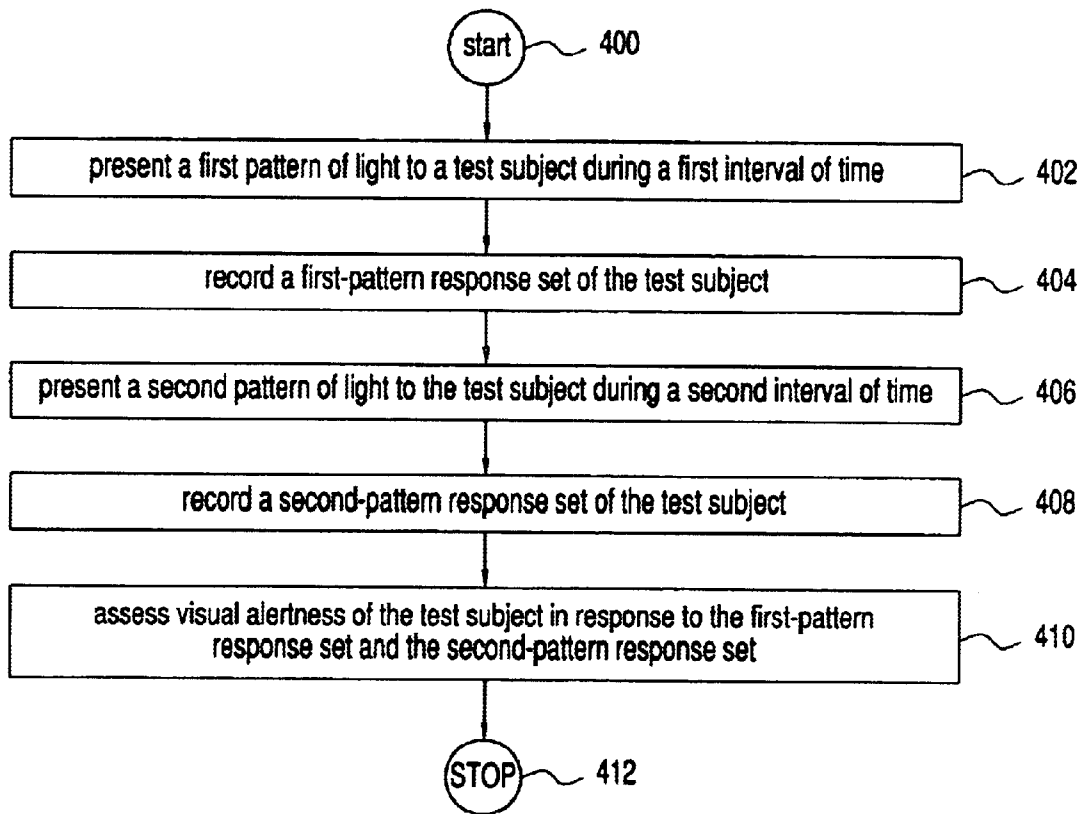 start 400
present a first pattern of light to a test subject during a first interval of time 402
record a first-pattern response set of the test subject 404
present a second pattern of light to the test subject during a second interval of time 406
record a second-pattern response set of the test subject 408
assess visual alertness of the test subject in response to the first-pattern
response set and the second-pattern response set 410
STOP 412